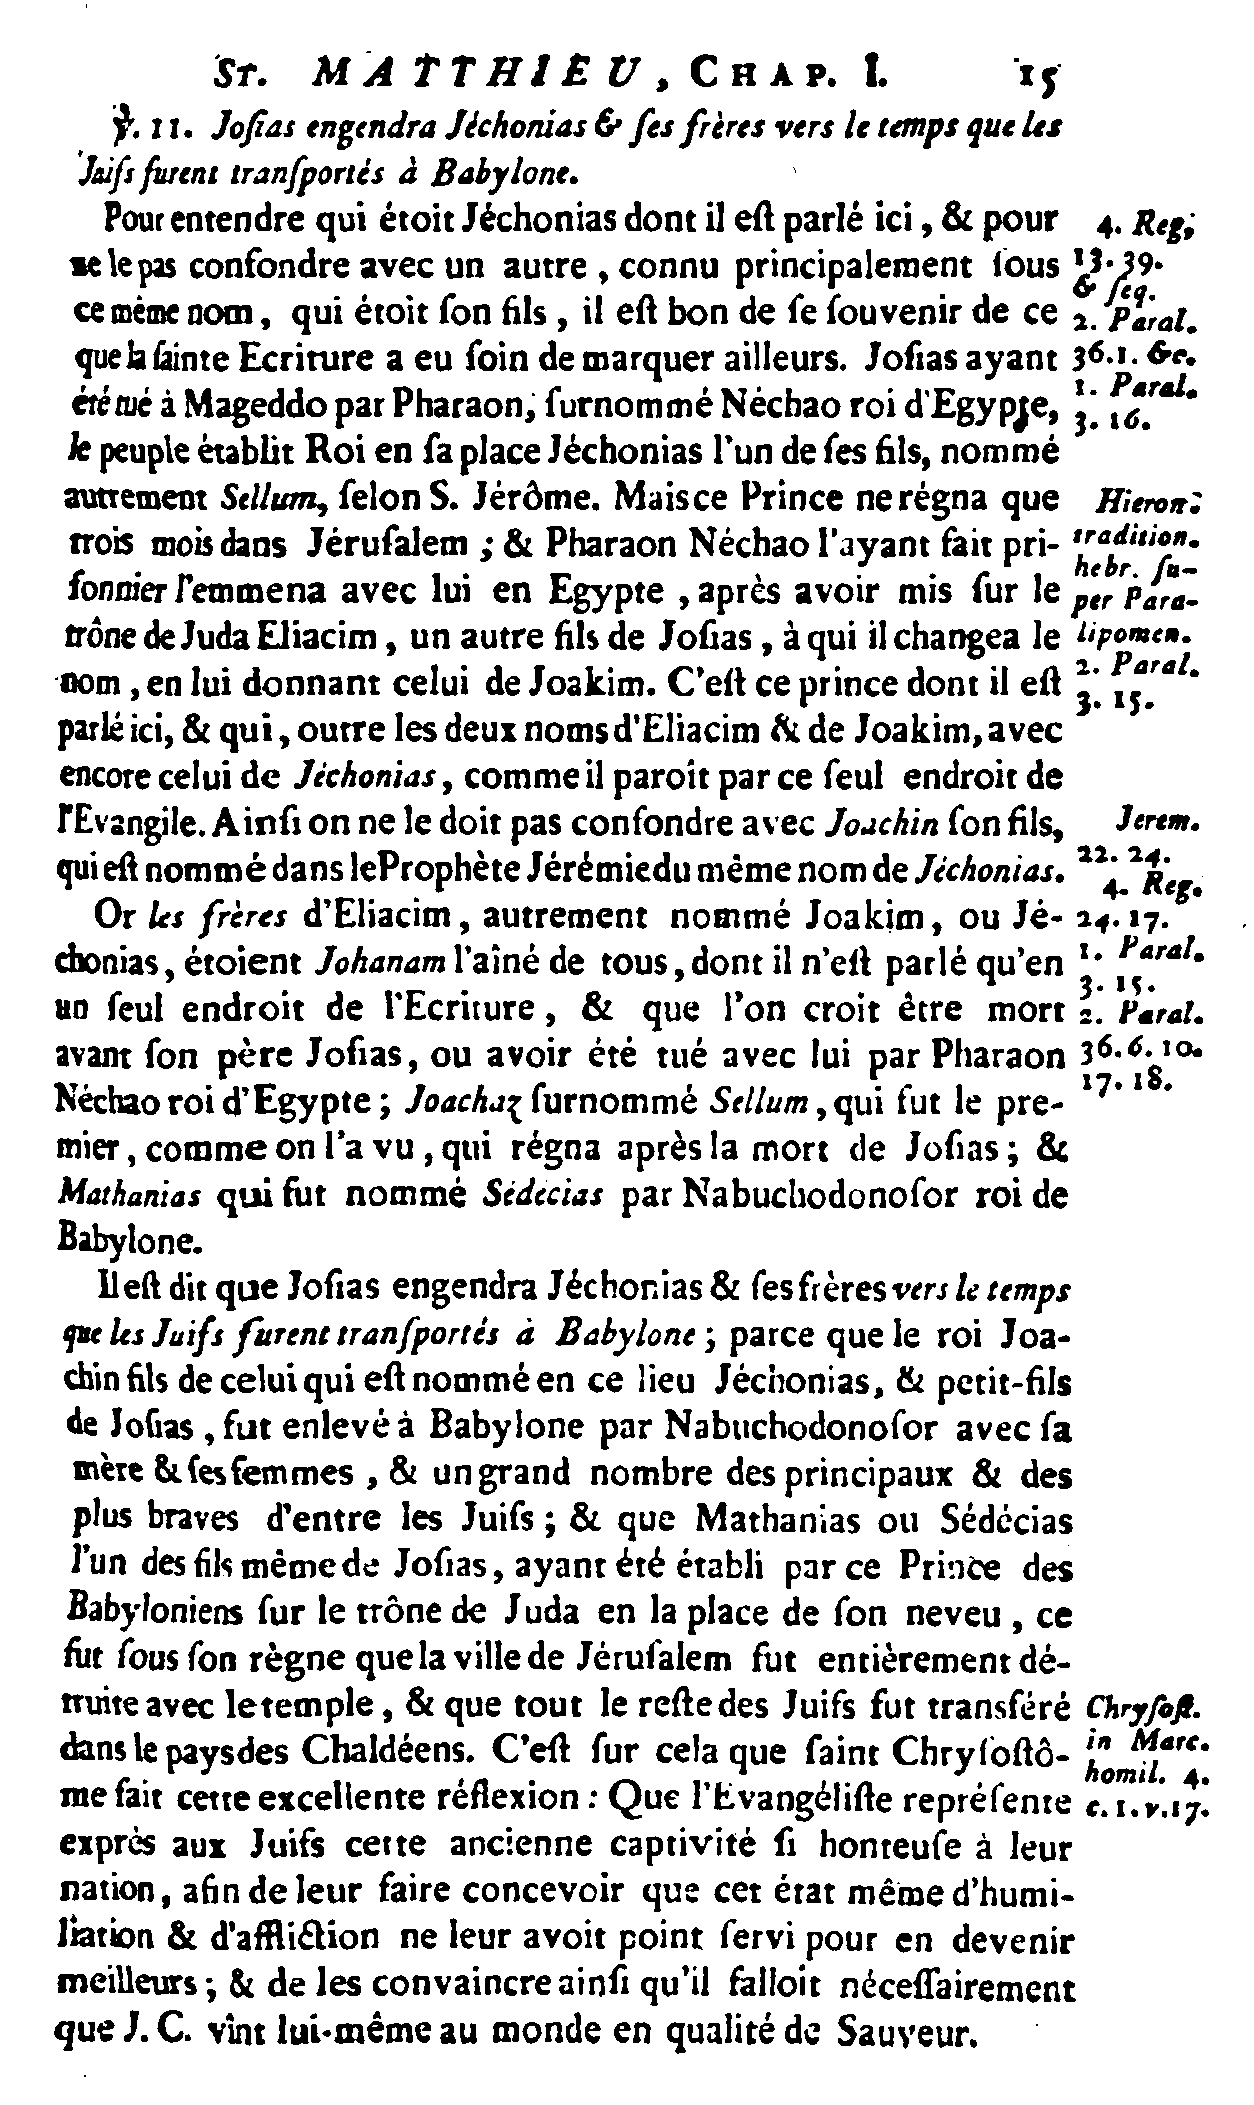 St. MATTHIEU, CHAP. I. 15
℣. 11. Joſias engendra Jéchonias & ſes frères vers le temps que les
Juifs furent tranſportés à Babylone.
Pour entendre qui étoit Jéchonias dont il eſt parlé ici, & pour
ne le pas confondre avec un autre, connu principalement ſous
ce même nom, qui étoit ſon fils, il eſt bon de ſe ſouvenir de ce
que la ſainte Ecriture a eu ſoin de marquer ailleurs. Joſias ayant
été tué à Mageddo par Pharaon, ſurnommé Néchao roi d'Egypte,
le peuple établit Roi en ſa place Jéchonias l'un de ſes fils, nommé
autrement Sellum, ſelon S. Jérôme. Mais ce Prince ne régna que
trois mois dans Jéruſalem; & Pharaon Néchao l'ayant fait pri-
ſonnier l'emmena avec lui en Egypte, après avoir mis ſur le
trône de Juda Eliacim, un autre fils de Joſias, à qui il changea le
nom, en lui donnant celui de Joakim. C'eſt ce prince dont il eſt
parlé ici, & qui, outre les deux noms d'Eliacim & de Joakim, avec
encore celui de Jéchonias, comme il paroît par ce ſeul endroit de
l'Evangile. Ainſi on ne le doit pas confondre avec Joachin ſon fils,
qui eſt nommé dans le Prophète Jérémie du même nom de Jéchonias.
Or les frères d'Eliacim, autrement nommé Joakim, ou Jé-
chonias, étoient Johanam l'aîné de tous, dont il n'eſt parlé qu'en
un ſeul endroit de l'Ecriture, & que l'on croit être mort
avant ſon père Joſias, ou avoir été tué avec lui par Pharaon
Néchao roi d'Egypte; Joachaz ſurnommé Sellum, qui fut le pre-
mier, comme on l'a vu, qui régna après la mort de Joſias; &
Mathanias qui fut nommé Sédécias par Nabuchodonoſor roi de
Babylone.
Il eſt dit que Joſias engendra Jéchonias & ſes frères vers le temps
que les Juifs furent tranſportés à Babylone; parce que le roi Joa-
chin fils de celui qui eſt nommé en ce lieu Jéchonias, & petit-fils
de Joſias, fut enlevé à Babylone par Nabuchodonoſor avec ſa
mère & ſes femmes, & un grand nombre des principaux & des
plus braves d'entre les Juifs; & que Mathanias ou Sédécias
l'un des fils même de Joſias, ayant été établi par ce Prince des
Babyloniens ſur le trône de Juda en la place de ſon neveu, ce
fut ſous ſon règne que la ville de Jéruſalem fut entièrement dé-
truite avec le temple, & que tout le reſte des Juifs fut transféré
dans le pays des Chaldéens. C'eſt ſur cela que ſaint Chryſoſtô-
me fait cette excellente réflexion: Que l'Evangéliſte repréſente
exprès aux Juifs cette ancienne captivité ſi honteuſe à leur
nation, afin de leur faire concevoir que cet état même d'humi-
liation & d'affliction ne leur avoit point ſervi pour en devenir
meilleurs; & de les convaincre ainſi qu'il falloit néceſſairement
que J. C. vînt lui-même au monde en qualité de Sauveur.
4. Reg.
&  ſeq.
2. Paral.
36. 1. &c.
1. Paral.
3. 16.
Hieron.
tradition.
hebr. ſu-
per Para-
lipomen.
2. Paral.
3. 15.
Jerem.
22. 24.
4. Reg.
24. 17.
1. Paral.
3. 15.
2. Paral.
36. 6. 10.
17. 18.
Chryſoſt.
in Marc.
homil. 4.
c. 1. v. 17.